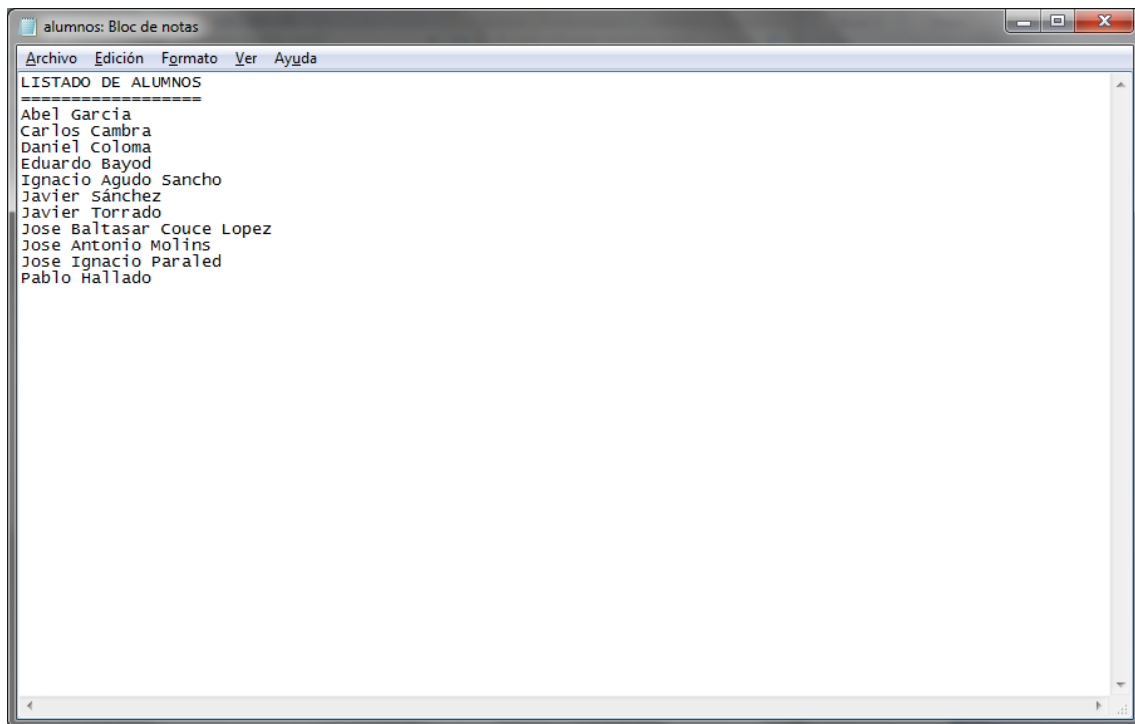 alumnos: Bloc de notas
Archivo Edición Formato Ver Ayuda
LISTADO DE ALUMNOS
==================
Abel Garcia
Carlos Cambra
Daniel Coloma
Eduardo Bayod
Ignacio Agudo Sancho
Javier Sánchez
Javier Torrado
Jose Baltasar Couce Lopez
Jose Antonio Molins
Jose Ignacio Paraled
Pablo Hallado